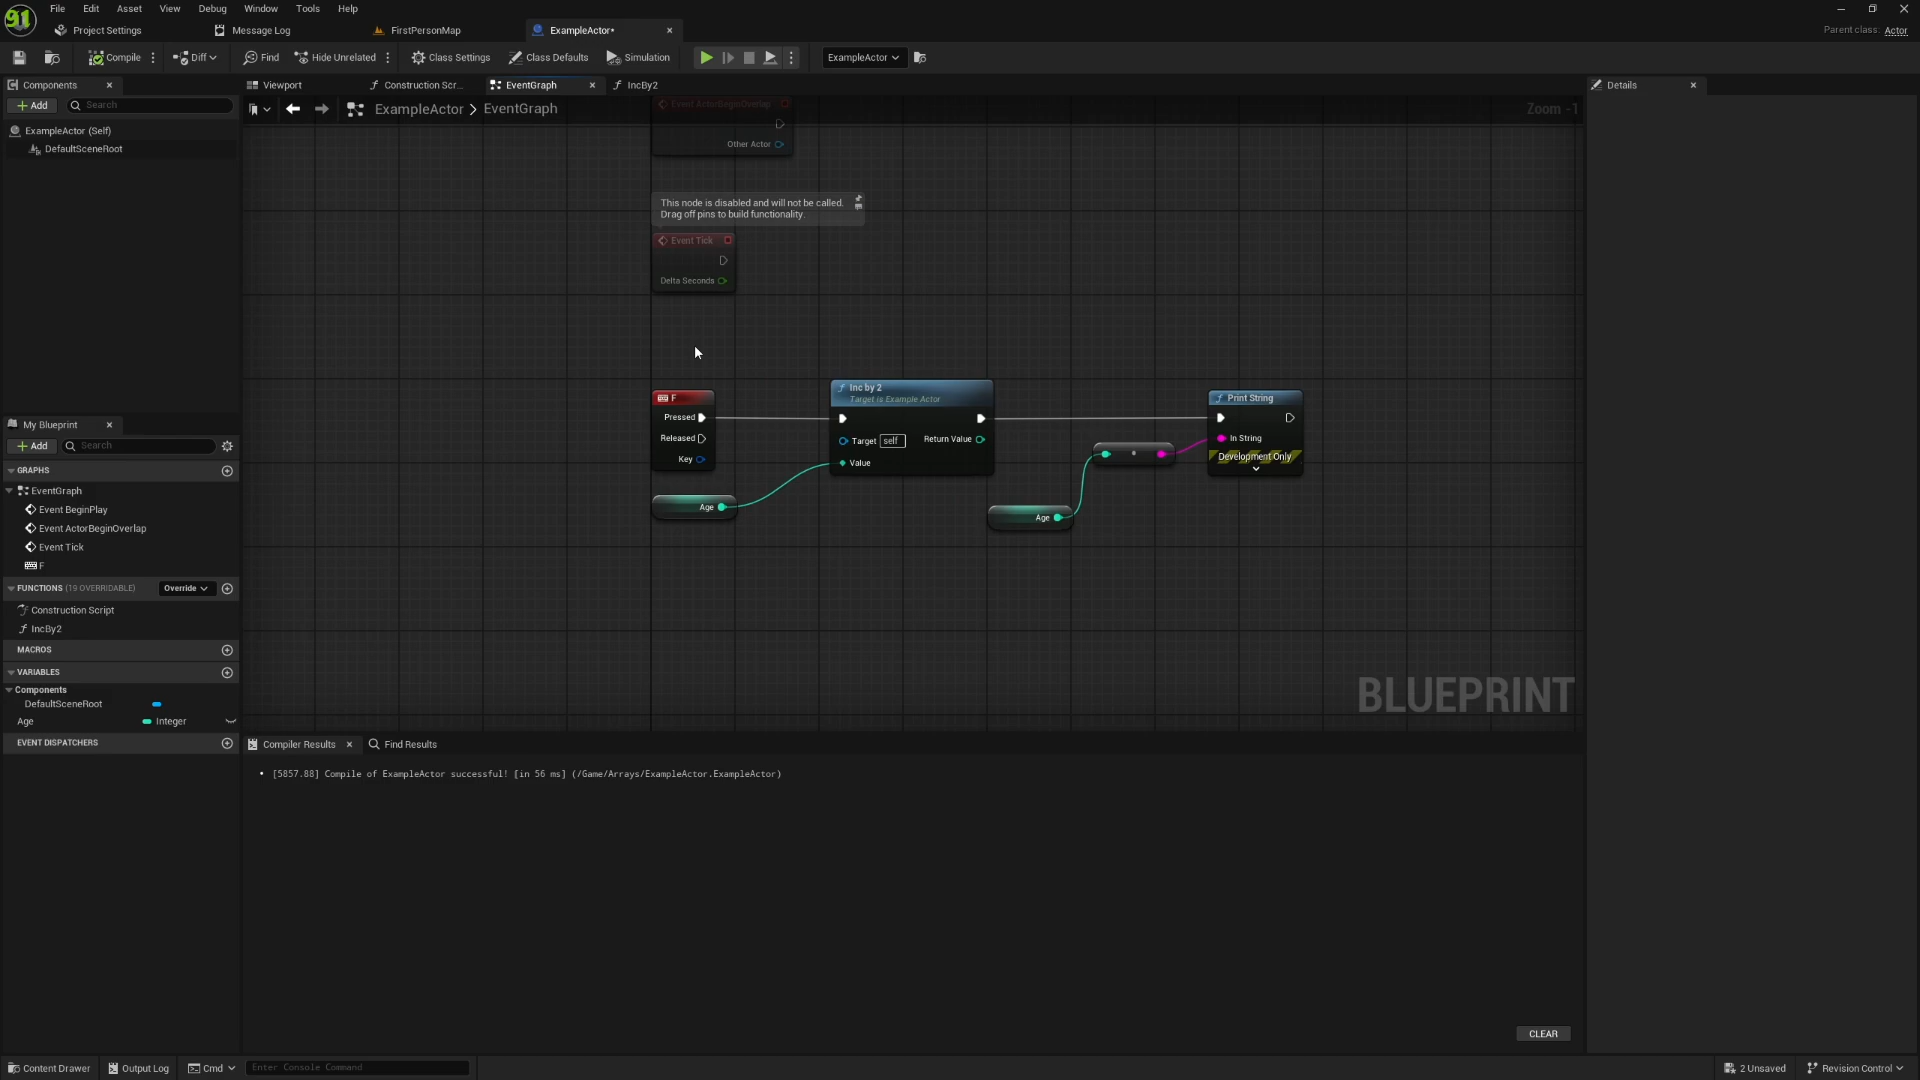 File Edit Asset View Debug Window Tools Help
Project Settings Message Log FirstPersonMap ExampleActor• Parent class: Actor
Compile Diff Find Hide Unrelated Class Settings Class Defaults Simulation ExampleActor
Components
Add Search
ExampleActor (Self)
DefaultSceneRoot
Viewport Construction Scr... EventGraph IncBy2
ExampleActor > EventGraph
Zoom -1
Details
Event ActorBeginOverlap
Other Actor
This node is disabled and will not be called.
Drag off pins to build functionality.
Event Tick
Delta Seconds
F
Pressed
Released
Key
Age
Inc by 2
Target is Example Actor
Target self Return Value
Value
Age
Print String
In String
Development Only
BLUEPRINT
My Blueprint
Add Search
GRAPHS
EventGraph
Event BeginPlay
Event ActorBeginOverlap
Event Tick
F
FUNCTIONS (19 OVERRIDABLE) Override
Construction Script
IncBy2
MACROS
VARIABLES
Components
DefaultSceneRoot
Age Integer
EVENT DISPATCHERS
Compiler Results Find Results
• [5857.88] Compile of ExampleActor successful! [in 56 ms] (/Game/Arrays/ExampleActor.ExampleActor)
CLEAR
Content Drawer Output Log Cmd Enter Console Command 2 Unsaved Revision Control